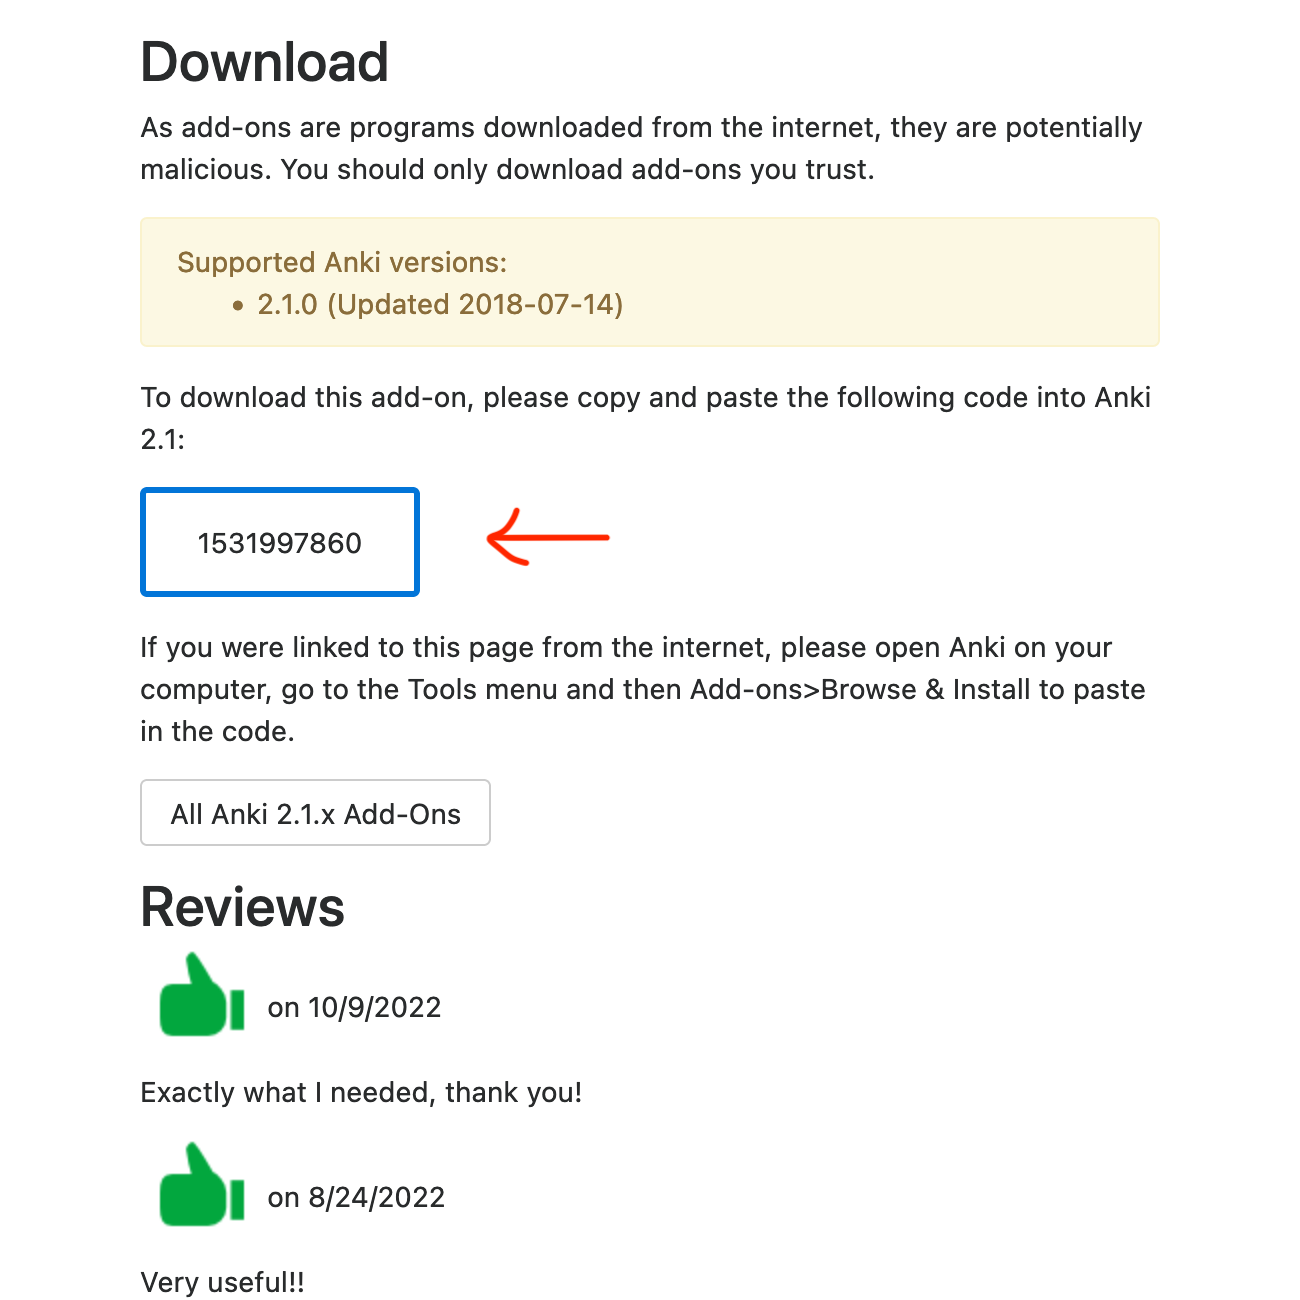 Download
As add-ons are programs downloaded from the internet, they are potentially
malicious. You should only download add-ons you trust.
Supported Anki versions:
• 2.1.0 (Updated 2018-07-14)
To download this add-on, please copy and paste the following code into Anki
2.1:
1531997860
If you were linked to this page from the internet, please open Anki on your
computer, go to the Tools menu and then Add-ons>Browse & Install to paste
in the code.
All Anki 2.1.x Add-Ons
Reviews
on 10/9/2022
Exactly what I needed, thank you!
on 8/24/2022
Very useful!!